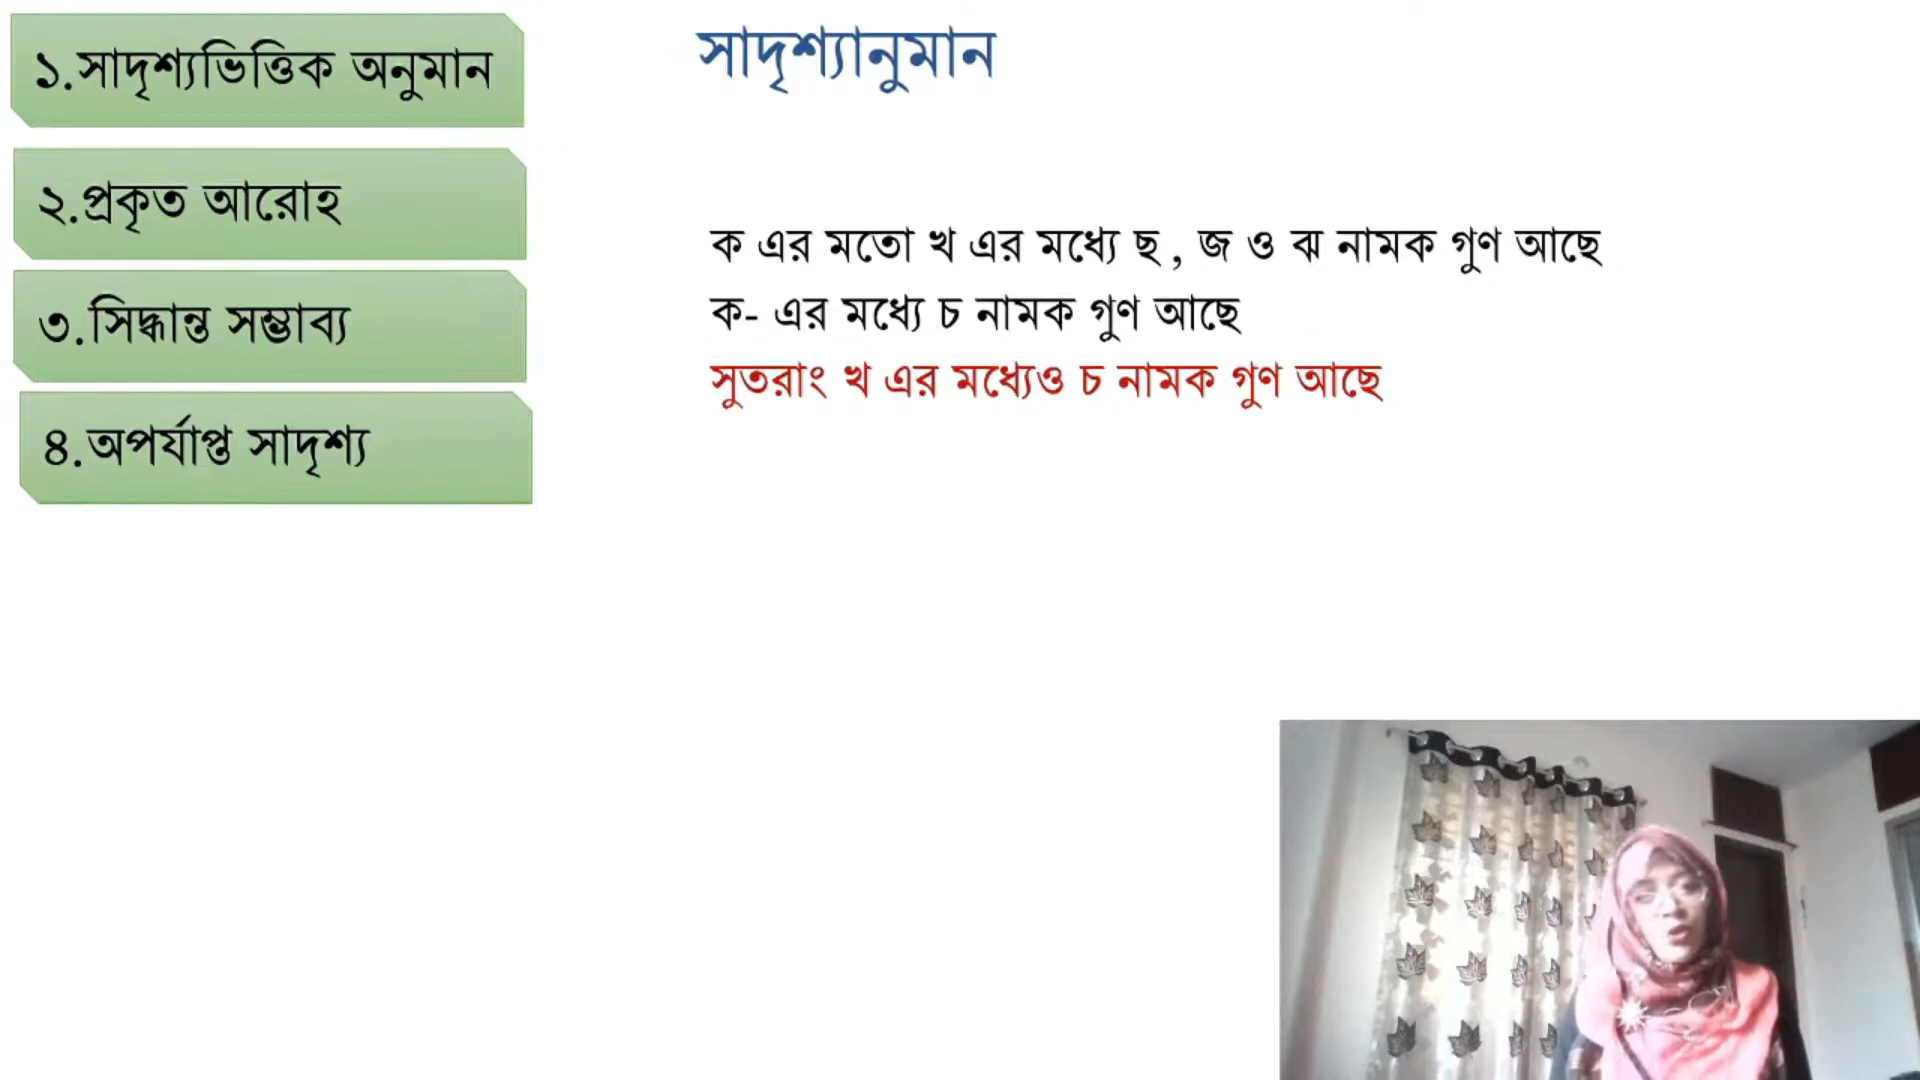 সাদৃশ্যানুমান
১.সাদৃশ্যভিত্তিক অনুমান
২.প্রকৃত আরোহ
৩.সিদ্ধান্ত সম্ভাব্য
৪.অপর্যাপ্ত সাদৃশ্য
ক এর মতো খ এর মধ্যে ছ , জ ও ঝ নামক গুণ আছে
ক- এর মধ্যে চ নামক গুণ আছে
সুতরাং খ এর মধ্যেও চ নামক গুণ আছে